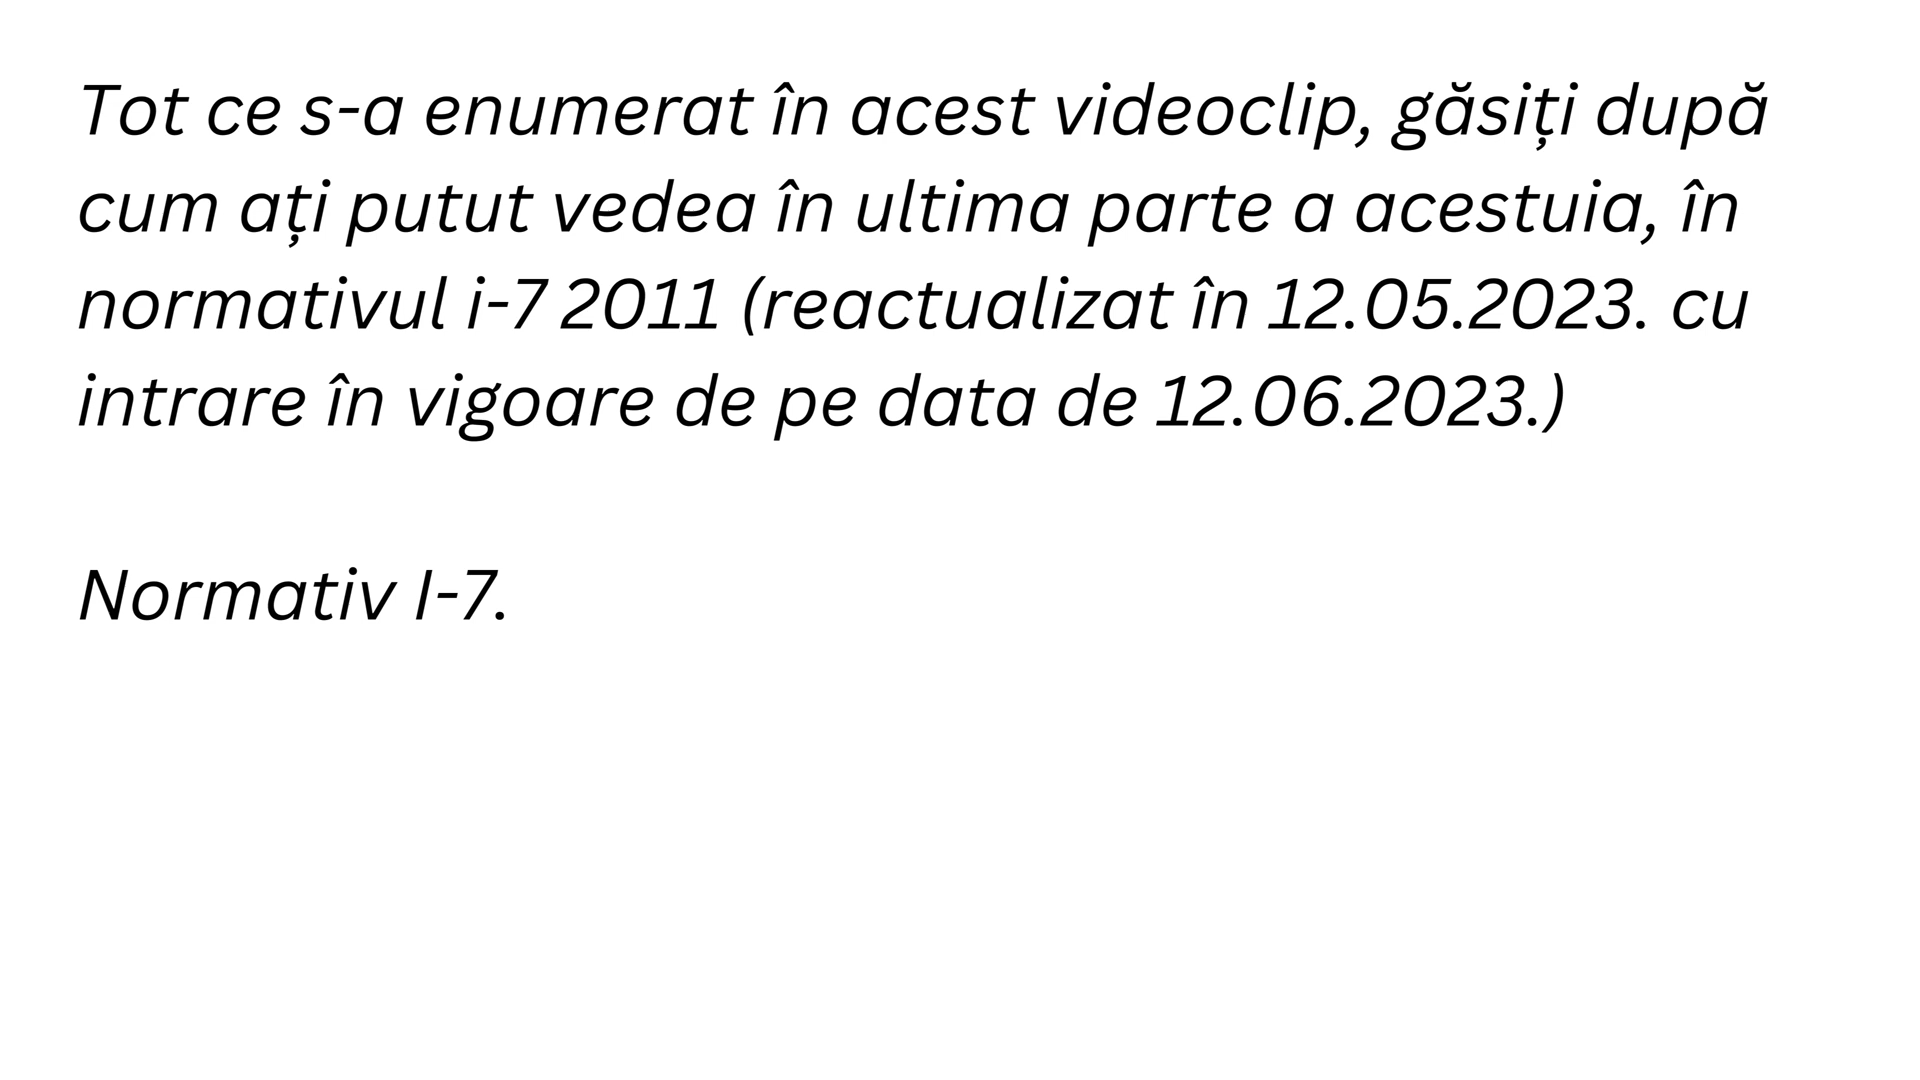 Tot ce s-a enumerat în acest videoclip, găsiți după
cum ați putut vedea în ultima parte a acestuia, în
normativul i-7 2011 (reactualizat în 12.05.2023. cu
intrare în vigoare de pe data de 12.06.2023.)
Normativ I-7.